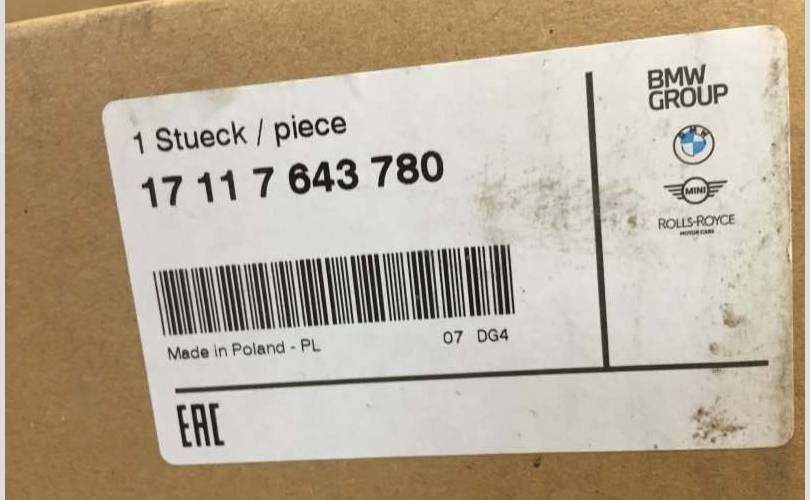 1 Stueck / piece
17 11 7 643 780
Made in Poland - PL
07 DG4
EAC
BMW
GROUP
BMW
MINI
ROLLS-ROYCE
MOTOR CARS